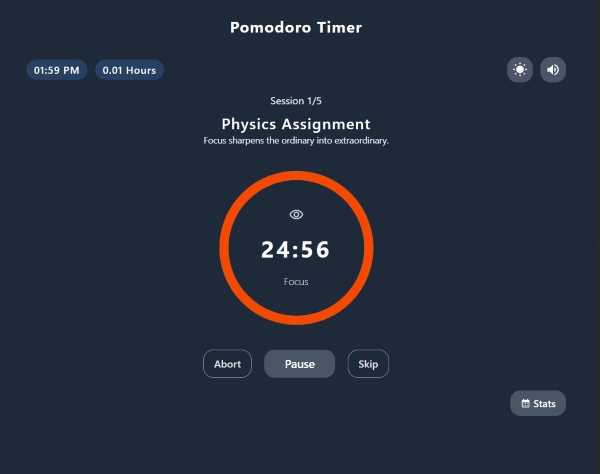 Pomodoro Timer
01:59 PM
0.01 Hours
Session 1/5
Physics Assignment
Focus sharpens the ordinary into extraordinary.
24:56
Focus
Abort
Pause
Skip
Stats